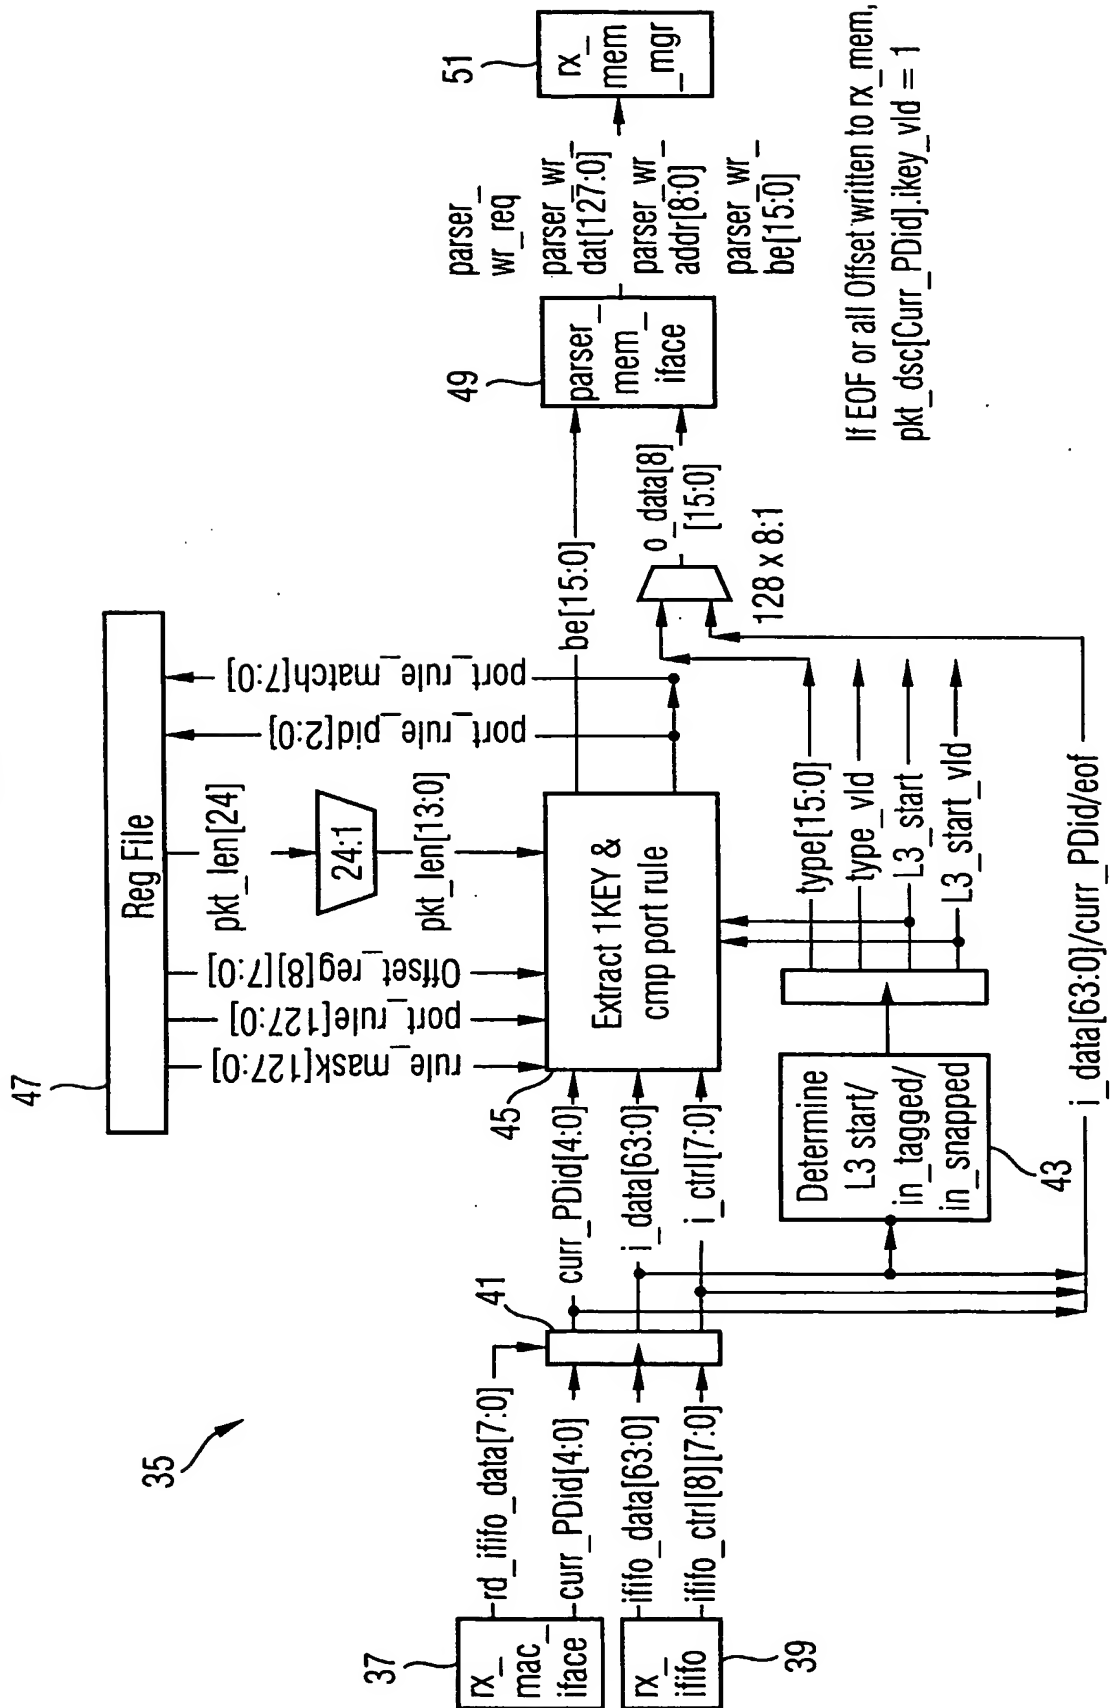 35
37
rx_
mac_
iface
rx_
ififo
39
rd_ififo_data[7:0]
curr_PDid[4:0]
ififo_data[63:0]
ififo_ctrl[8][7:0]
41
curr_PDid[4:0]
i_data[63:0]
i_ctrl[7:0]
47
Reg File
rule_mask[127:0]
port_rule[127:0]
Offset_reg[8][7:0]
pkt_len[24]
24:1
pkt_len[13:0]
port_rule_pid[2:0]
port_rule_match[7:0]
45
Extract 1KEY &
cmp port rule
Determine
L3 start/
in_tagged/
in_snapped
43
type[15:0]
type_vld
L3_start
L3_start_vld
i_data[63:0]/curr_PDid/eof
be[15:0]
o_data[8]
[15:0]
128 x 8:1
49
parser_
mem_
iface
parser_
wr_req
parser_wr_
dat[127:0]
parser_wr_
addr[8:0]
parser_wr_
be[15:0]
51
rx_
mem
_mgr
If EOF or all Offset written to rx_mem,
pkt_dsc[Curr_PDid].ikey_vld = 1